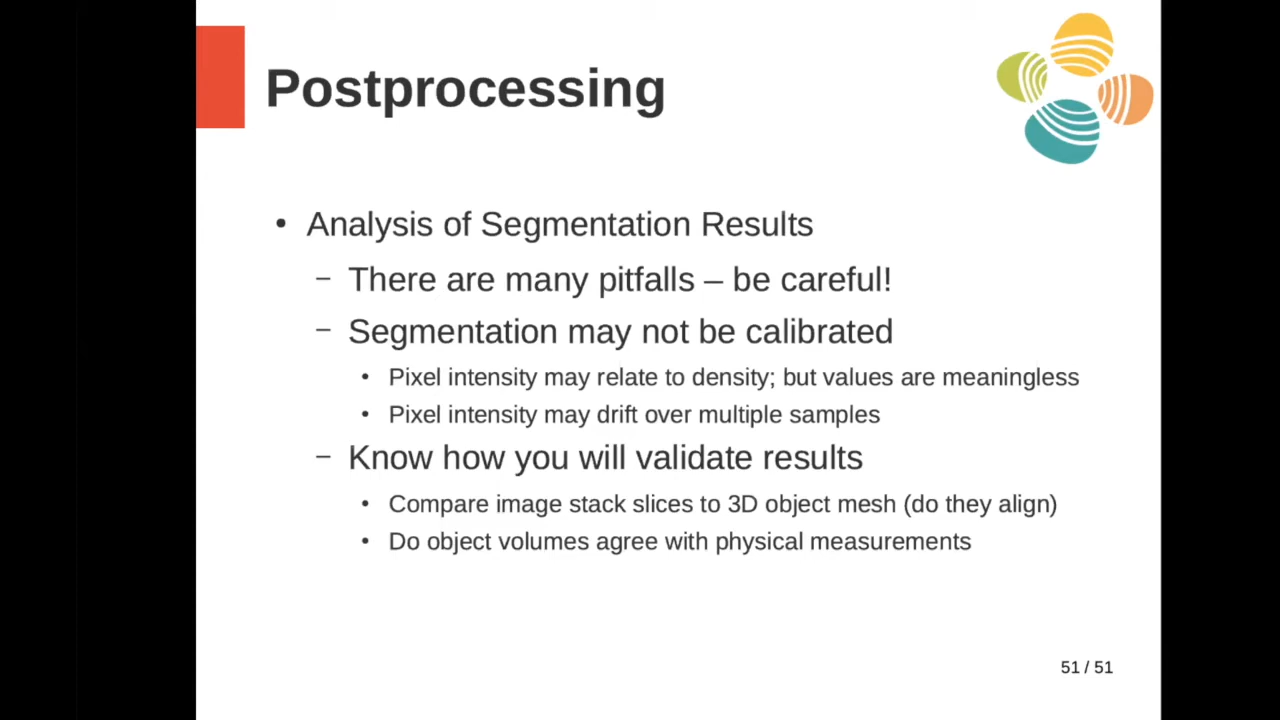 Postprocessing
• Analysis of Segmentation Results
– There are many pitfalls – be careful!
– Segmentation may not be calibrated
• Pixel intensity may relate to density; but values are meaningless
• Pixel intensity may drift over multiple samples
– Know how you will validate results
• Compare image stack slices to 3D object mesh (do they align)
• Do object volumes agree with physical measurements
51 / 51